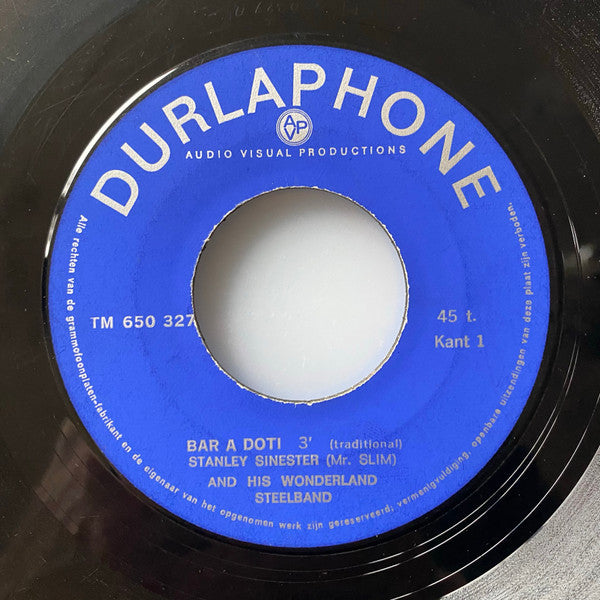 DURLAPHONE
AVP
AUDIO VISUAL PRODUCTIONS
TM 650 327
45 t.
Kant 1
BAR A DOTI 3' (traditional)
STANLEY SINESTER (Mr. SLIM)
AND HIS WONDERLAND
STEELBAND
Alle rechten van de grammofoonplaten-fabrikant en de eigenaar van het opgenomen werk zijn gereserveerd, vermenigvuldiging, openbare uitzendingen van deze plaat zijn verboden.